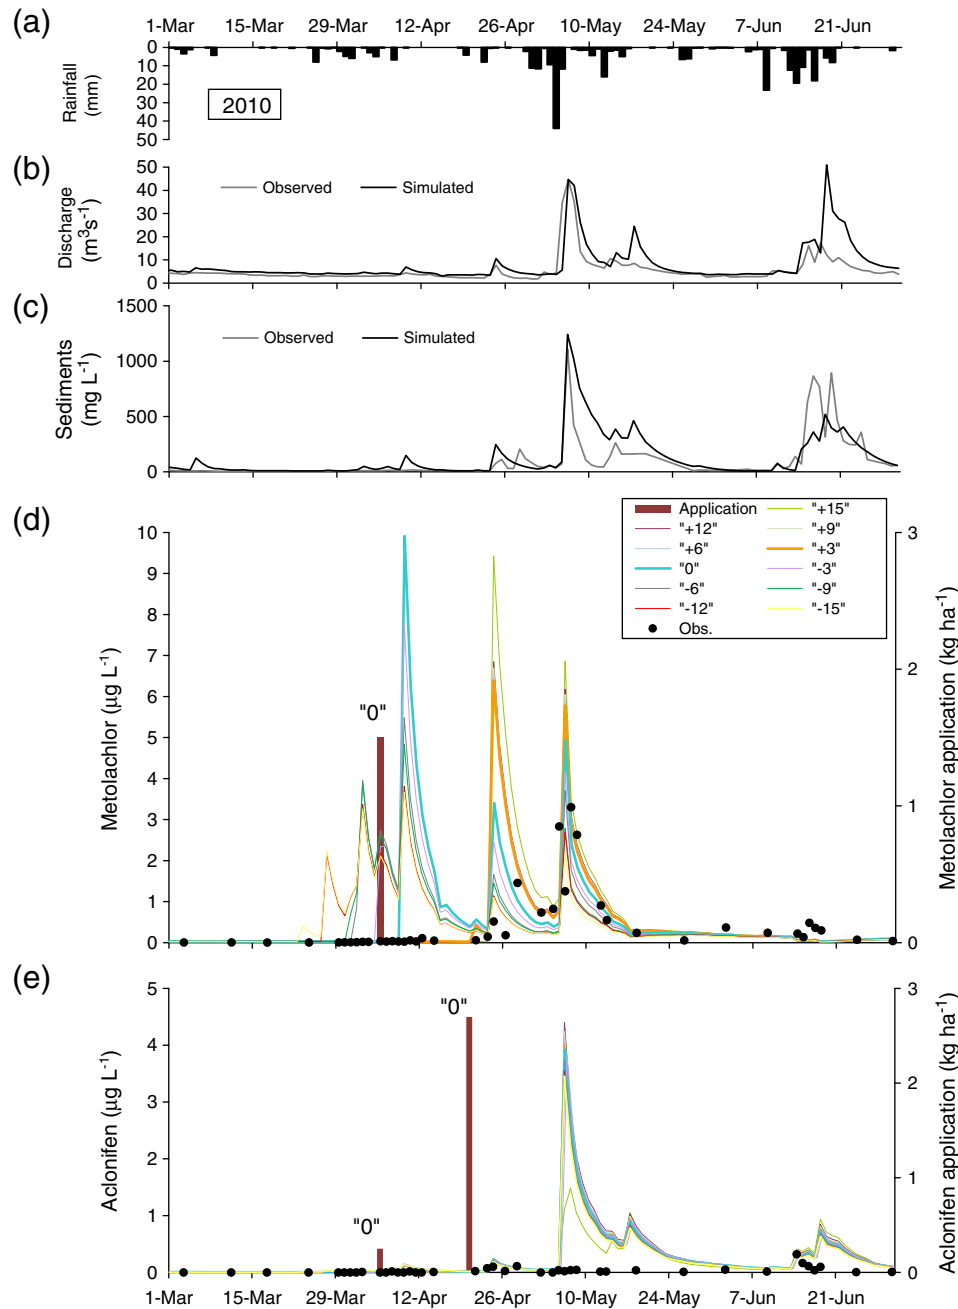 (a)
1-Mar 15-Mar 29-Mar 12-Apr 26-Apr 10-May 24-May 7-Jun 21-Jun
Rainfall
(mm)
0
10
20
30
40
50
2010
(b)
Discharge
(m³s⁻¹)
50
40
30
20
10
0
Observed Simulated
(c)
Sediments
(mg L⁻¹)
1500
1000
500
0
Observed Simulated
(d)
Metolachlor (µg L⁻¹)
10
9
8
7
6
5
4
3
2
1
0
"0"
Application "+15"
"+12" "+9"
"+6" "+3"
"0" "-3"
"-6" "-9"
"-12" "-15"
Obs.
3
2
1
0
Metolachlor application (kg ha⁻¹)
(e)
Aclonifen (µg L⁻¹)
5
4
3
2
1
0
"0"
"0"
3
2
1
0
Aclonifen application (kg ha⁻¹)
1-Mar 15-Mar 29-Mar 12-Apr 26-Apr 10-May 24-May 7-Jun 21-Jun